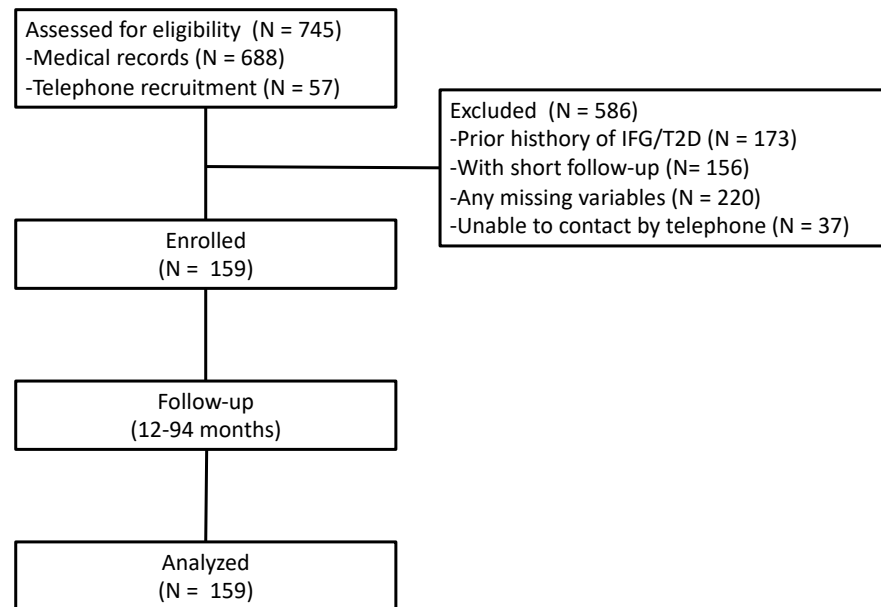 Assessed for eligibility  (N = 745)
-Medical records (N = 688)
-Telephone recruitment (N = 57)
Excluded  (N = 586)
-Prior histhory of IFG/T2D (N = 173)
-With short follow-up (N= 156)
-Any missing variables (N = 220)
-Unable to contact by telephone (N = 37)
Enrolled
(N =  159)
Follow-up
(12-94 months)
Analyzed
(N =  159)